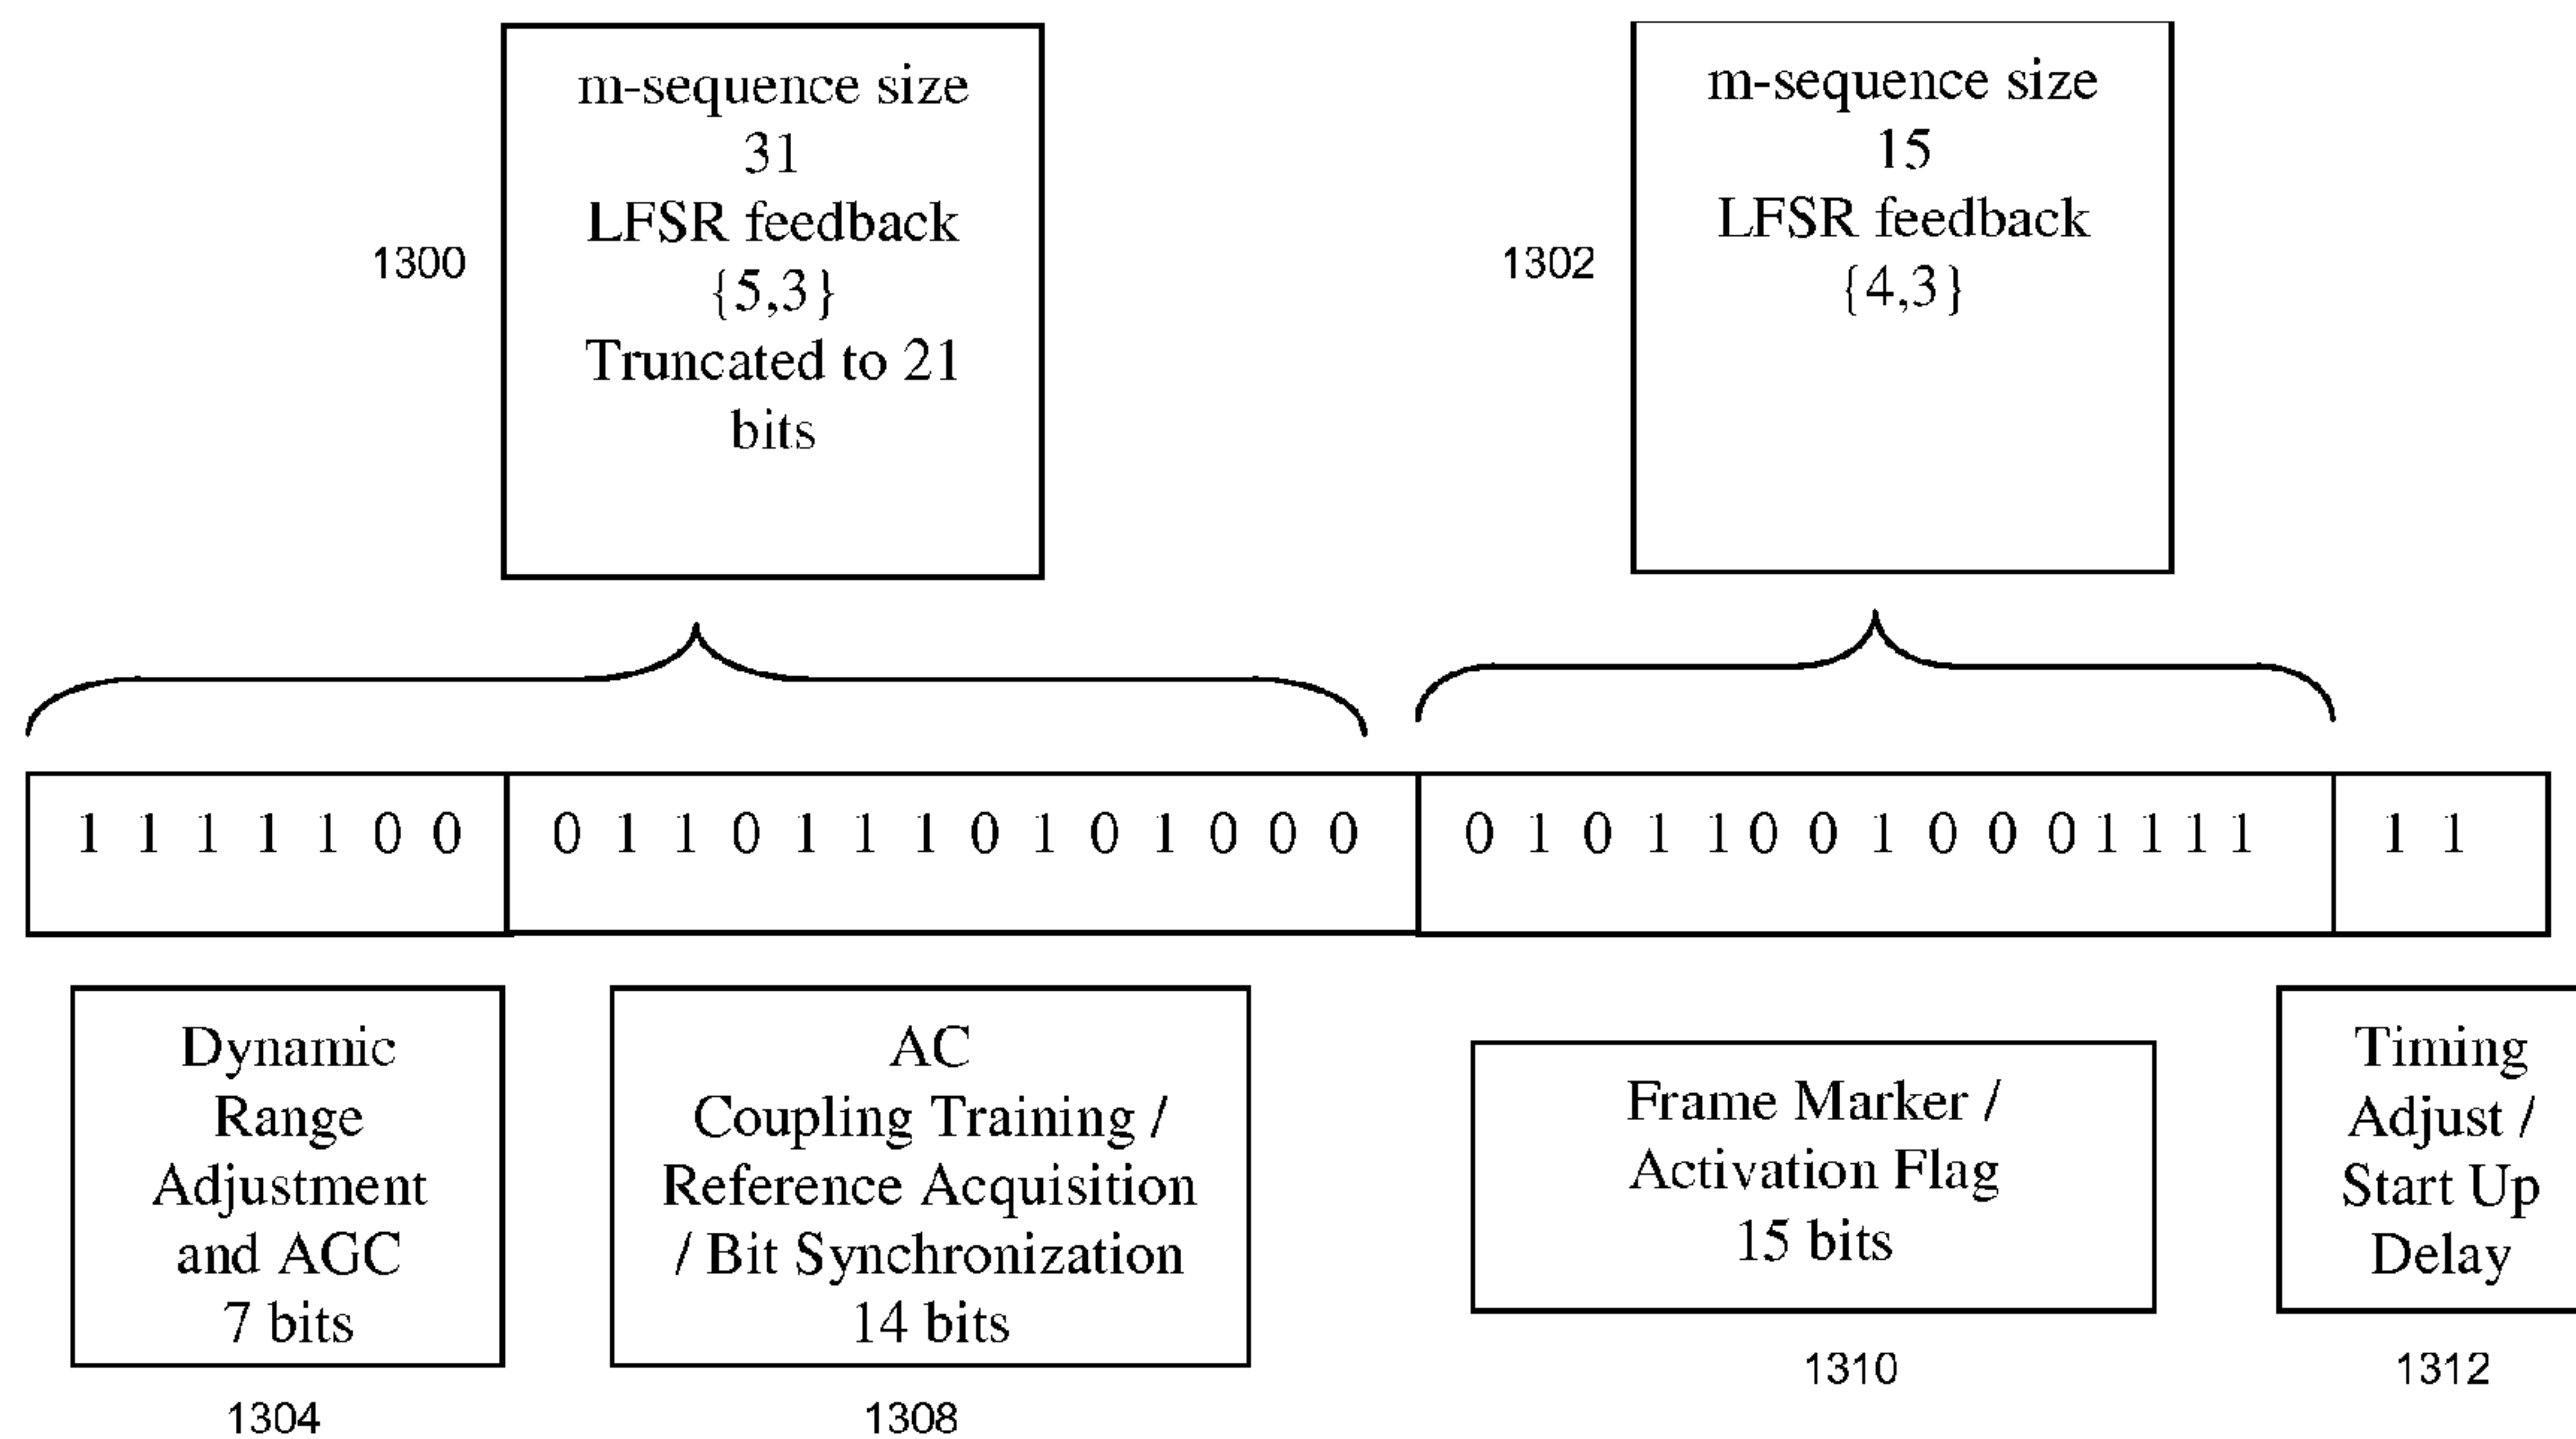 m-sequence size
31
LFSR feedback
{5,3}
Truncated to 21
bits
1300
m-sequence size
15
LFSR feedback
{4,3}
1302
1 1 1 1 1 0 0
0 1 1 0 1 1 1 0 1 0 1 0 0 0
0 1 0 1 1 0 0 1 0 0 0 1 1 1 1
1 1
Dynamic
Range
Adjustment
and AGC
7 bits
1304
AC
Coupling Training /
Reference Acquisition
/ Bit Synchronization
14 bits
1308
Frame Marker /
Activation Flag
15 bits
1310
Timing
Adjust /
Start Up
Delay
1312